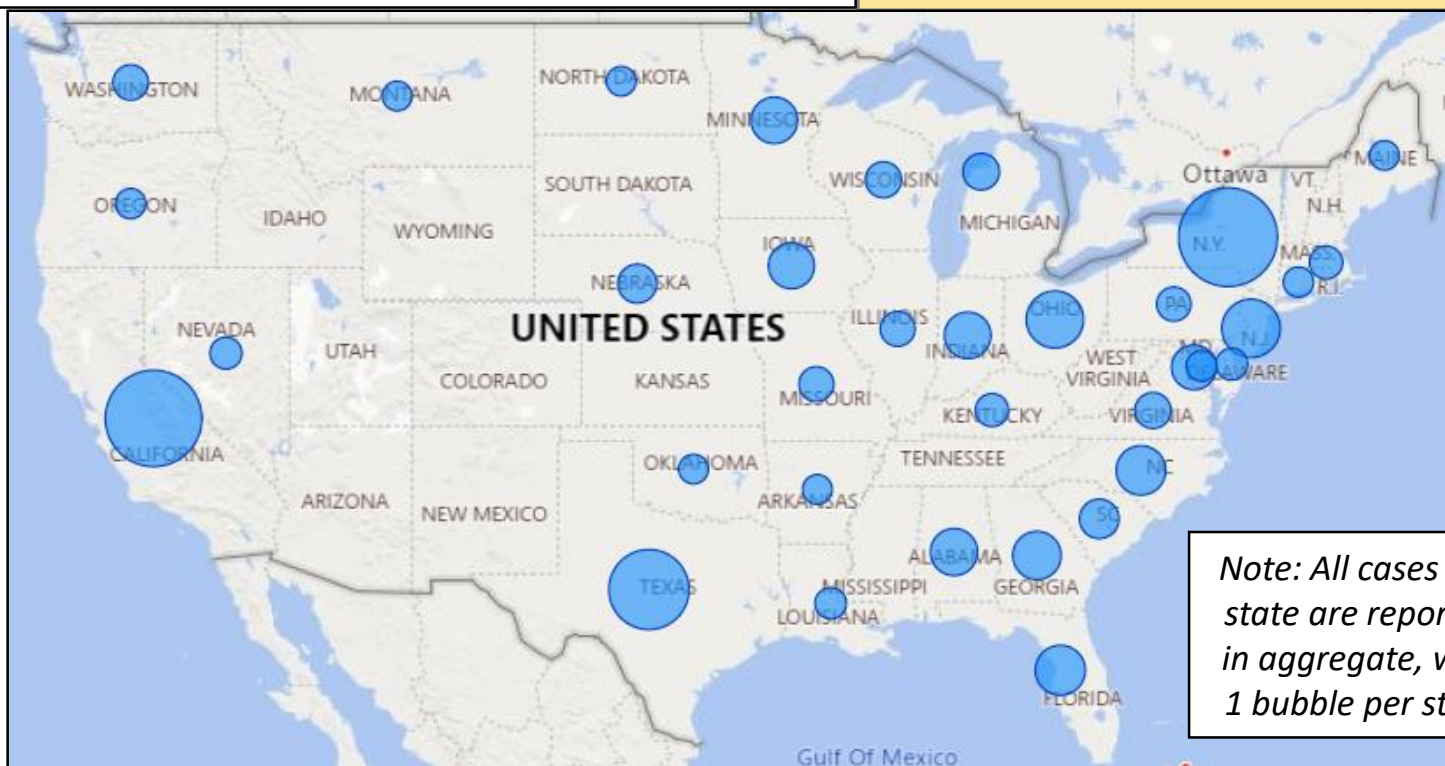 WASHINGTON
MONTANA
NORTH DAKOTA
MINNESOTA
MAINE
Ottawa
VT.
SOUTH DAKOTA
WISCONSIN
OREGON
IDAHO
WYOMING
MICHIGAN
N.H.
N.Y.
MASS.
IOWA
NEBRASKA
R.I.
PA
NEVADA
UNITED STATES
ILLINOIS
OHIO
N.J.
UTAH
INDIANA
MD
COLORADO
KANSAS
WEST
VIRGINIA
DELAWARE
MISSOURI
KENTUCKY
VIRGINIA
CALIFORNIA
OKLAHOMA
TENNESSEE
NC
ARIZONA
NEW MEXICO
ARKANSAS
SC
ALABAMA
TEXAS
MISSISSIPPI
GEORGIA
LOUISIANA
FLORIDA
Gulf Of Mexico
Note: All cases
state are repor
in aggregate,
1 bubble per st